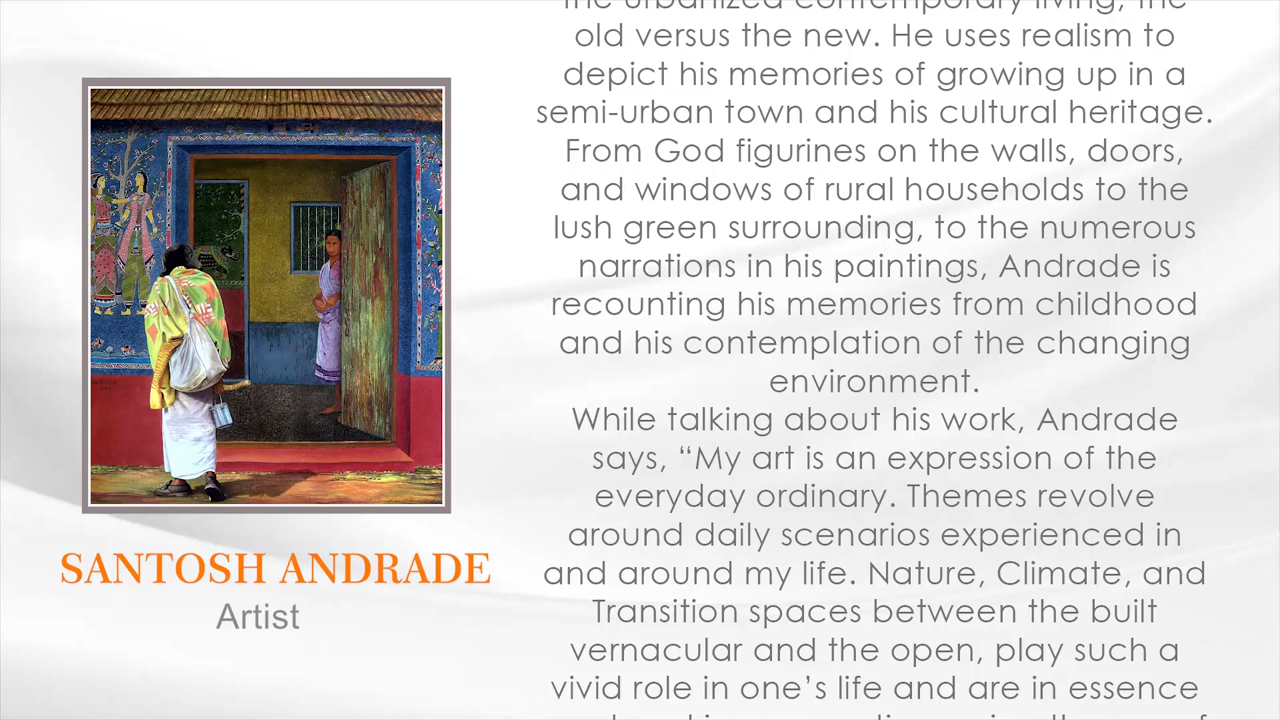 the urbanized contemporary living, the
old versus the new. He uses realism to
depict his memories of growing up in a
semi-urban town and his cultural heritage.
From God figurines on the walls, doors,
and windows of rural households to the
lush green surrounding, to the numerous
narrations in his paintings, Andrade is
recounting his memories from childhood
and his contemplation of the changing
environment.
While talking about his work, Andrade
says, “My art is an expression of the
everyday ordinary. Themes revolve
around daily scenarios experienced in
and around my life. Nature, Climate, and
Transition spaces between the built
vernacular and the open, play such a
vivid role in one’s life and are in essence
SANTOSH ANDRADE
Artist